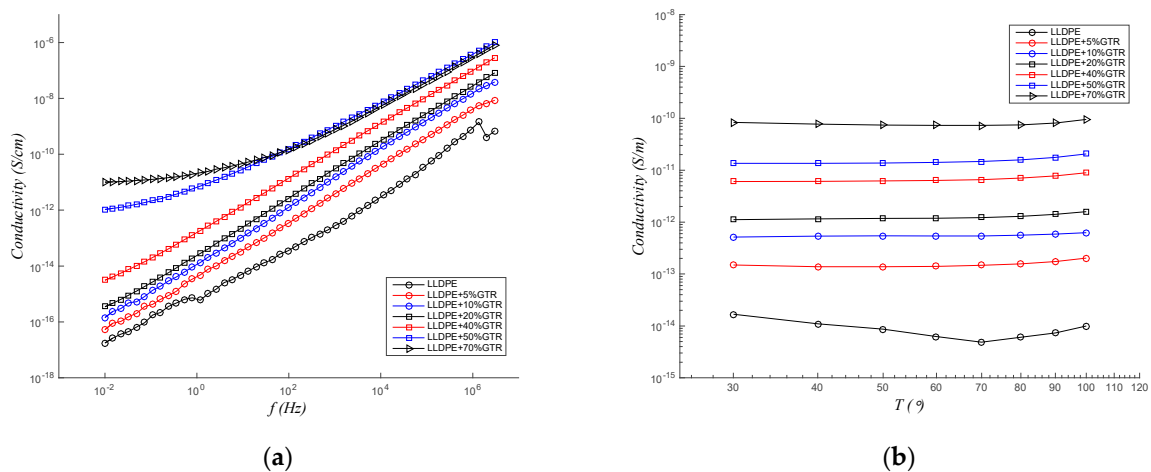 10^-6
10^-8
10^-10
10^-12
10^-14
10^-16
10^-18
Conductivity (S/cm)
10^-2 10^0 10^2 10^4 10^6
f (Hz)
LLDPE
LLDPE+5%GTR
LLDPE+10%GTR
LLDPE+20%GTR
LLDPE+40%GTR
LLDPE+50%GTR
LLDPE+70%GTR
(a)
10^-8
10^-9
10^-10
10^-11
10^-12
10^-13
10^-14
10^-15
Conductivity (S/m)
30 40 50 60 70 80 90 100 120
T (º)
LLDPE
LLDPE+5%GTR
LLDPE+10%GTR
LLDPE+20%GTR
LLDPE+40%GTR
LLDPE+50%GTR
LLDPE+70%GTR
(b)